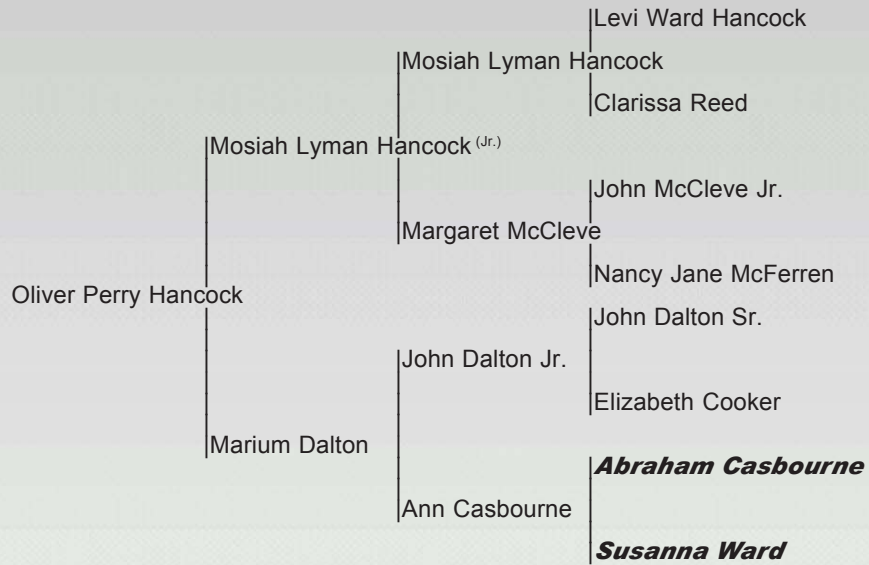 Levi Ward Hancock
Mosiah Lyman Hancock
Clarissa Reed
Mosiah Lyman Hancock (Jr.)
John McCleve Jr.
Margaret McCleve
Nancy Jane McFerren
Oliver Perry Hancock
John Dalton Sr.
John Dalton Jr.
Elizabeth Cooker
Marium Dalton
Abraham Casbourne
Ann Casbourne
Susanna Ward